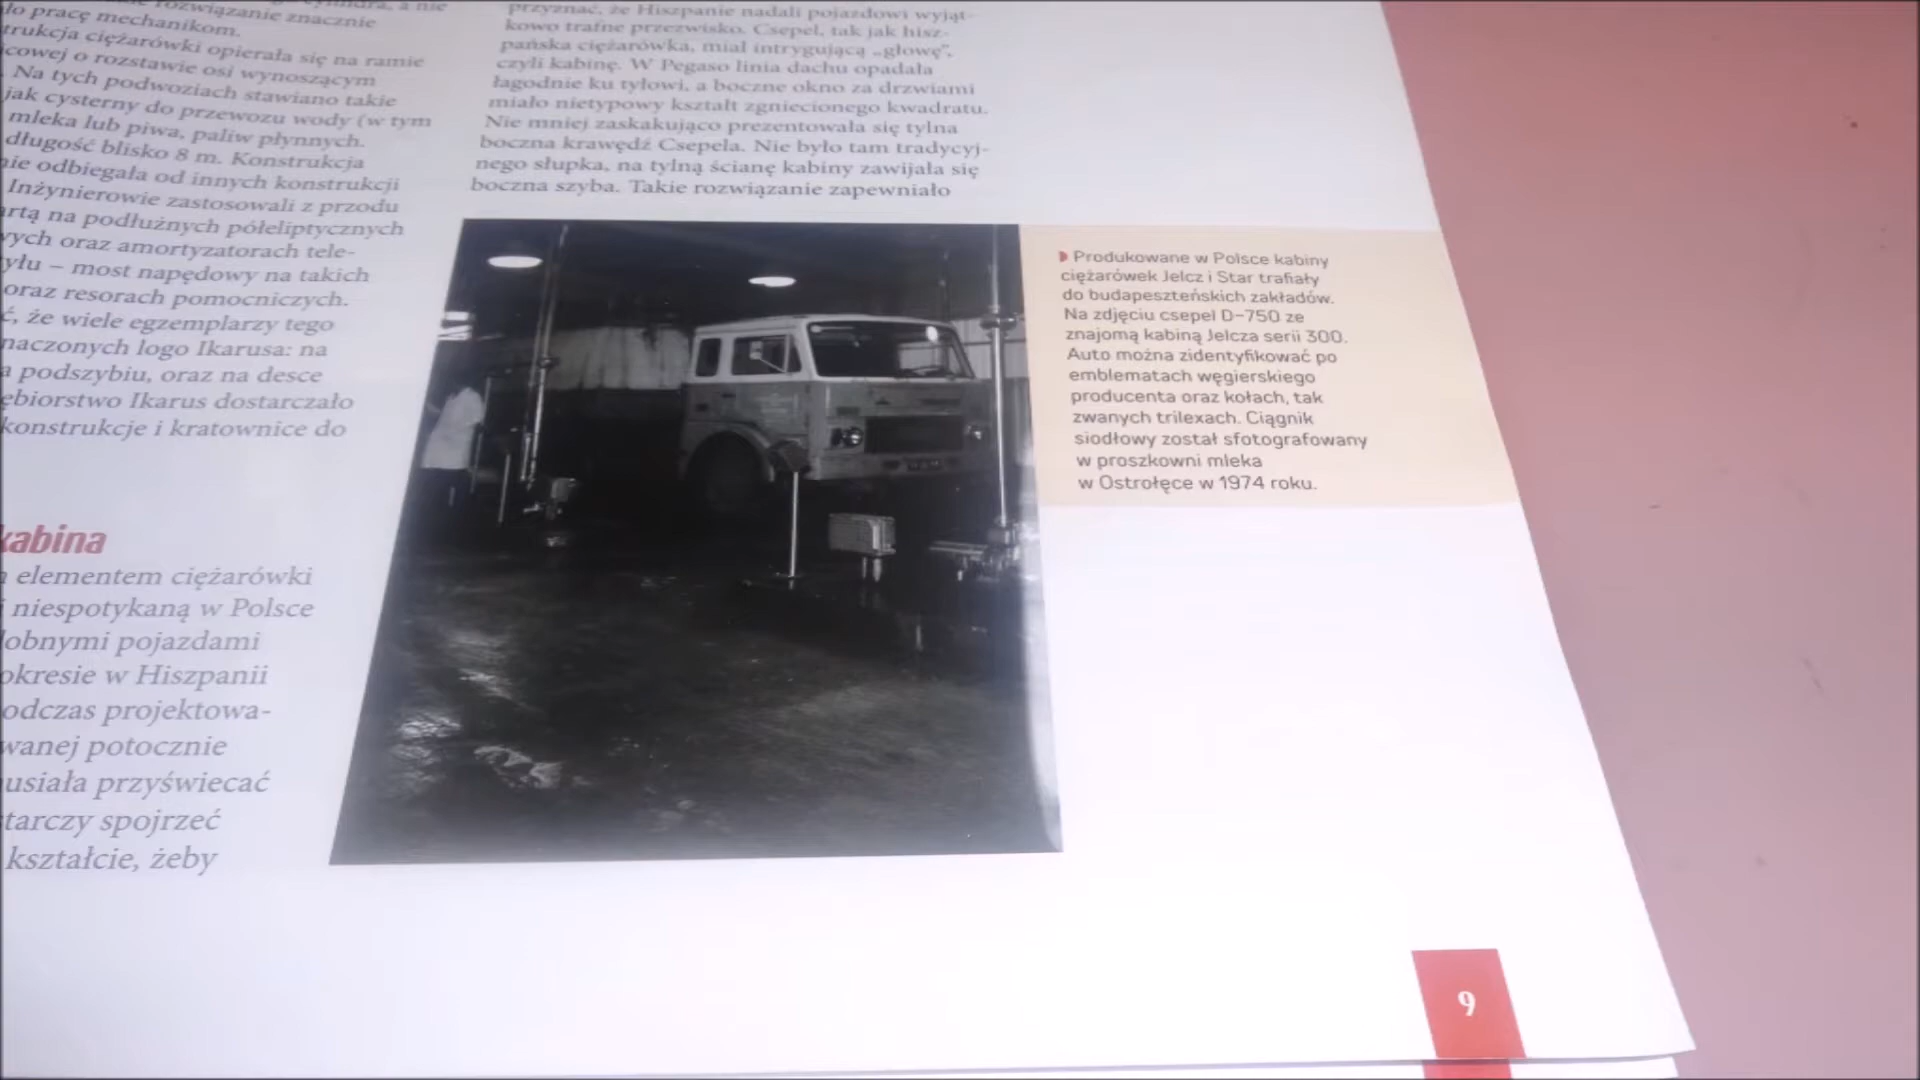 ło pracę mechanikom.
rozwiązanie znacznie
trukcja ciężarówki opierała się na ramie
cowej o rozstawie osi wynoszącym
. Na tych podwoziach stawiano takie
jak cysterny do przewozu wody (w tym
mleka lub piwa, paliw płynnych.
długość blisko 8 m. Konstrukcja
nie odbiegała od innych konstrukcji
Inżynierowie zastosowali z przodu
artą na podłużnych półeliptycznych
wych oraz amortyzatorach tele-
yłu – most napędowy na takich
oraz resorach pomocniczych.
ć, że wiele egzemplarzy tego
naczonych logo Ikarusa: na
a podszybiu, oraz na desce
ębiorstwo Ikarus dostarczało
konstrukcje i kratownice do
kabina
elementem ciężarówki
i niespotykaną w Polsce
dobnymi pojazdami
okresie w Hiszpanii
odczas projektowa-
wanej potocznie
usiała przyświecać
tarczy spojrzeć
kształcie, żeby
przyznać, że Hiszpanie nadali pojazdowi wyjąt-
kowo trafne przezwisko. Csepel, tak jak hisz-
pańska ciężarówka, miał intrygującą „głowę”,
czyli kabinę. W Pegaso linia dachu opadała
łagodnie ku tyłowi, a boczne okno za drzwiami
miało nietypowy kształt zgniecionego kwadratu.
Nie mniej zaskakująco prezentowała się tylna
boczna krawędź Csepela. Nie było tam tradycyj-
nego słupka, na tylną ścianę kabiny zawijała się
boczna szyba. Takie rozwiązanie zapewniało
Produkowane w Polsce kabiny
ciężarówek Jelcz i Star trafiały
do budapeszteńskich zakładów.
Na zdjęciu csepel D-750 ze
znajomą kabiną Jelcza serii 300.
Auto można zidentyfikować po
emblematach węgierskiego
producenta oraz kołach, tak
zwanych trilexach. Ciągnik
siodłowy został sfotografowany
w proszkowni mleka
w Ostrołęce w 1974 roku.
9